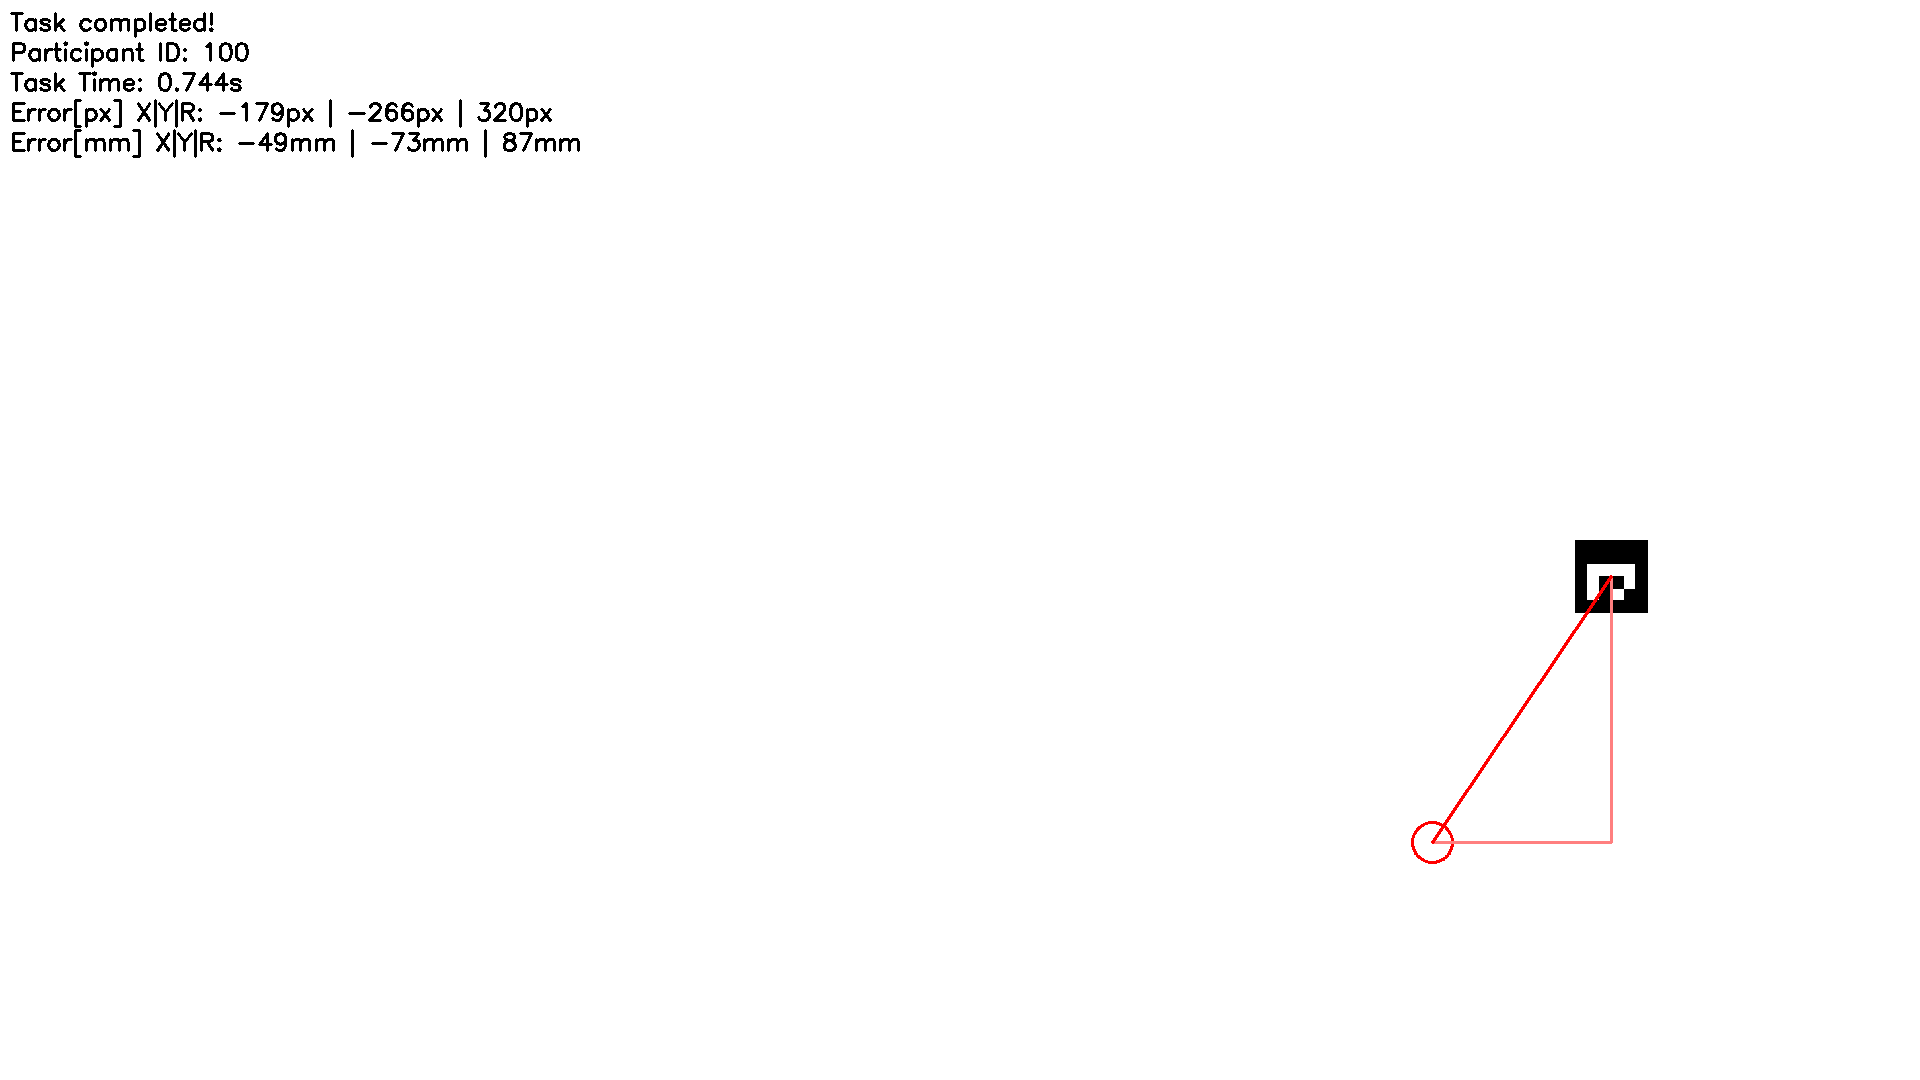 Task completed!
Participant ID: 100
Task Time: 0.744s
Error[px] X|Y|R: -179px | -266px | 320px
Error[mm] X|Y|R: -49mm | -73mm | 87mm